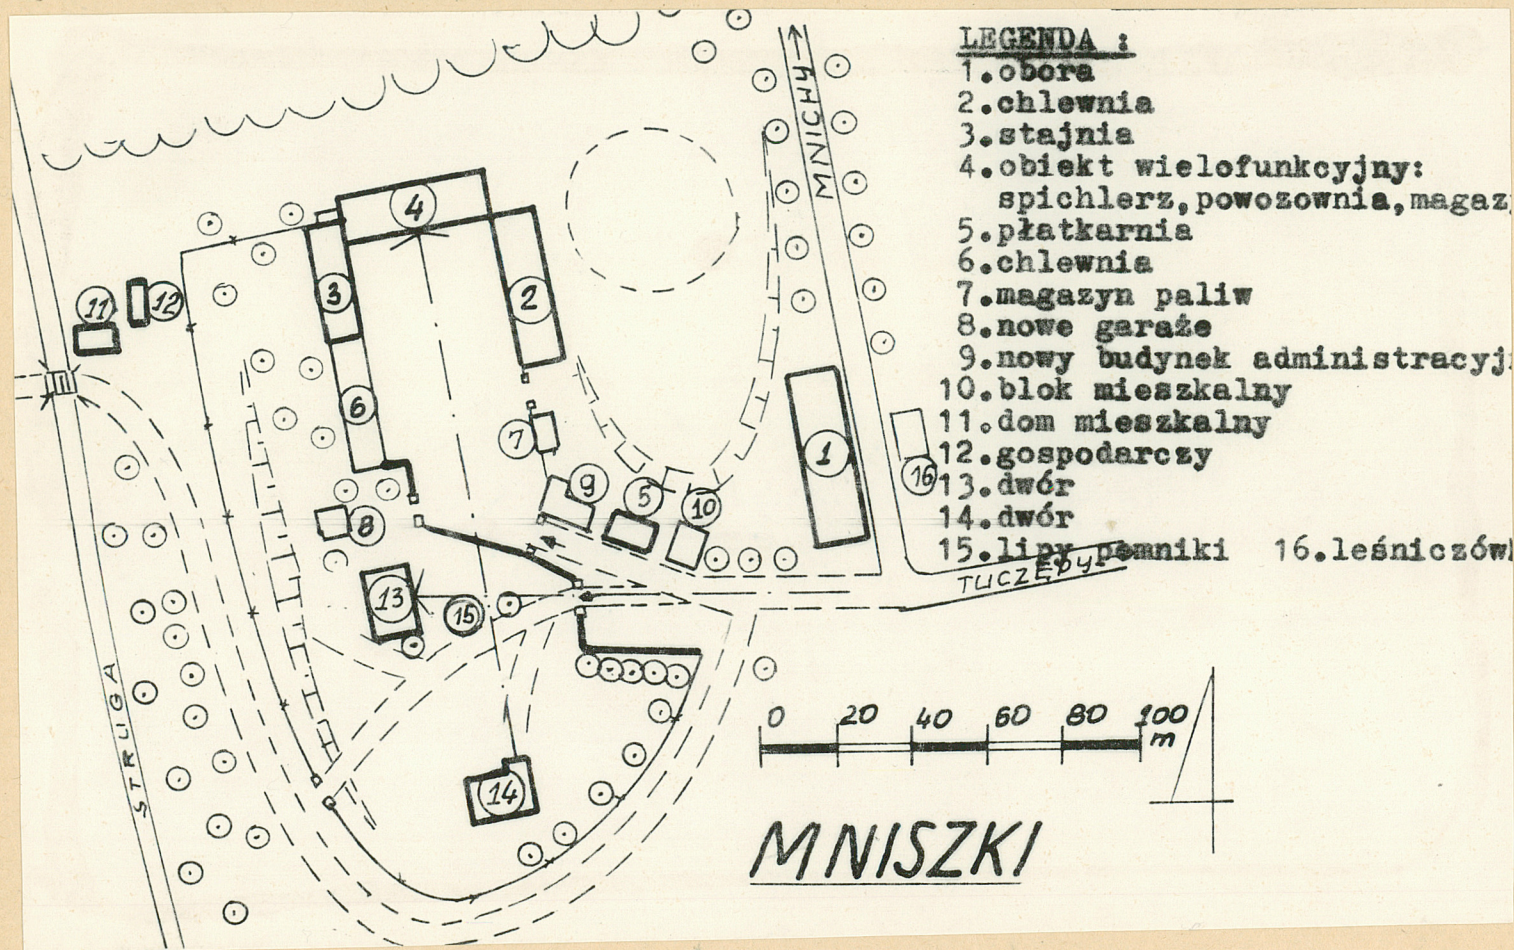 LEGENDA :
1.obora
2.chlewnia
3.stajnia
4.obiekt wielofunkcyjny:
spichlerz,powozownia,magaz
5.płatkarnia
6.chlewnia
7.magazyn paliw
8.nowe garaże
9.nowy budynek administracyj
10.blok mieszkalny
11.dom mieszkalny
12.gospodarczy
13.dwór
14.dwór
15.lipy pomniki 16.leśniczów
MNICHY
4
3
2
11
12
6
7
1
9
5
10
16
8
13
15
TUCZĘPY
STRUGA
14
0 20 40 60 80 100
m
MNISZKI